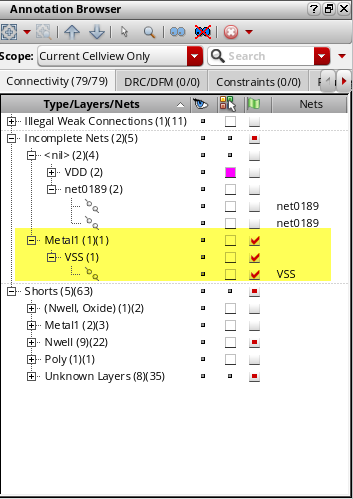 Annotation Browser
Scope: Current Cellview Only Search
Connectivity (79/79) DRC/DFM (0/0) Constraints (0/0) P
Type/Layers/Nets Nets
Illegal Weak Connections (1)(11)
Incomplete Nets (2)(5)
<nil> (2)(4)
VDD (2)
net0189 (2)
net0189
net0189
Metal1 (1)(1)
VSS (1)
VSS
Shorts (5)(63)
(Nwell, Oxide) (1)(2)
Metal1 (2)(3)
Nwell (9)(22)
Poly (1)(1)
Unknown Layers (8)(35)